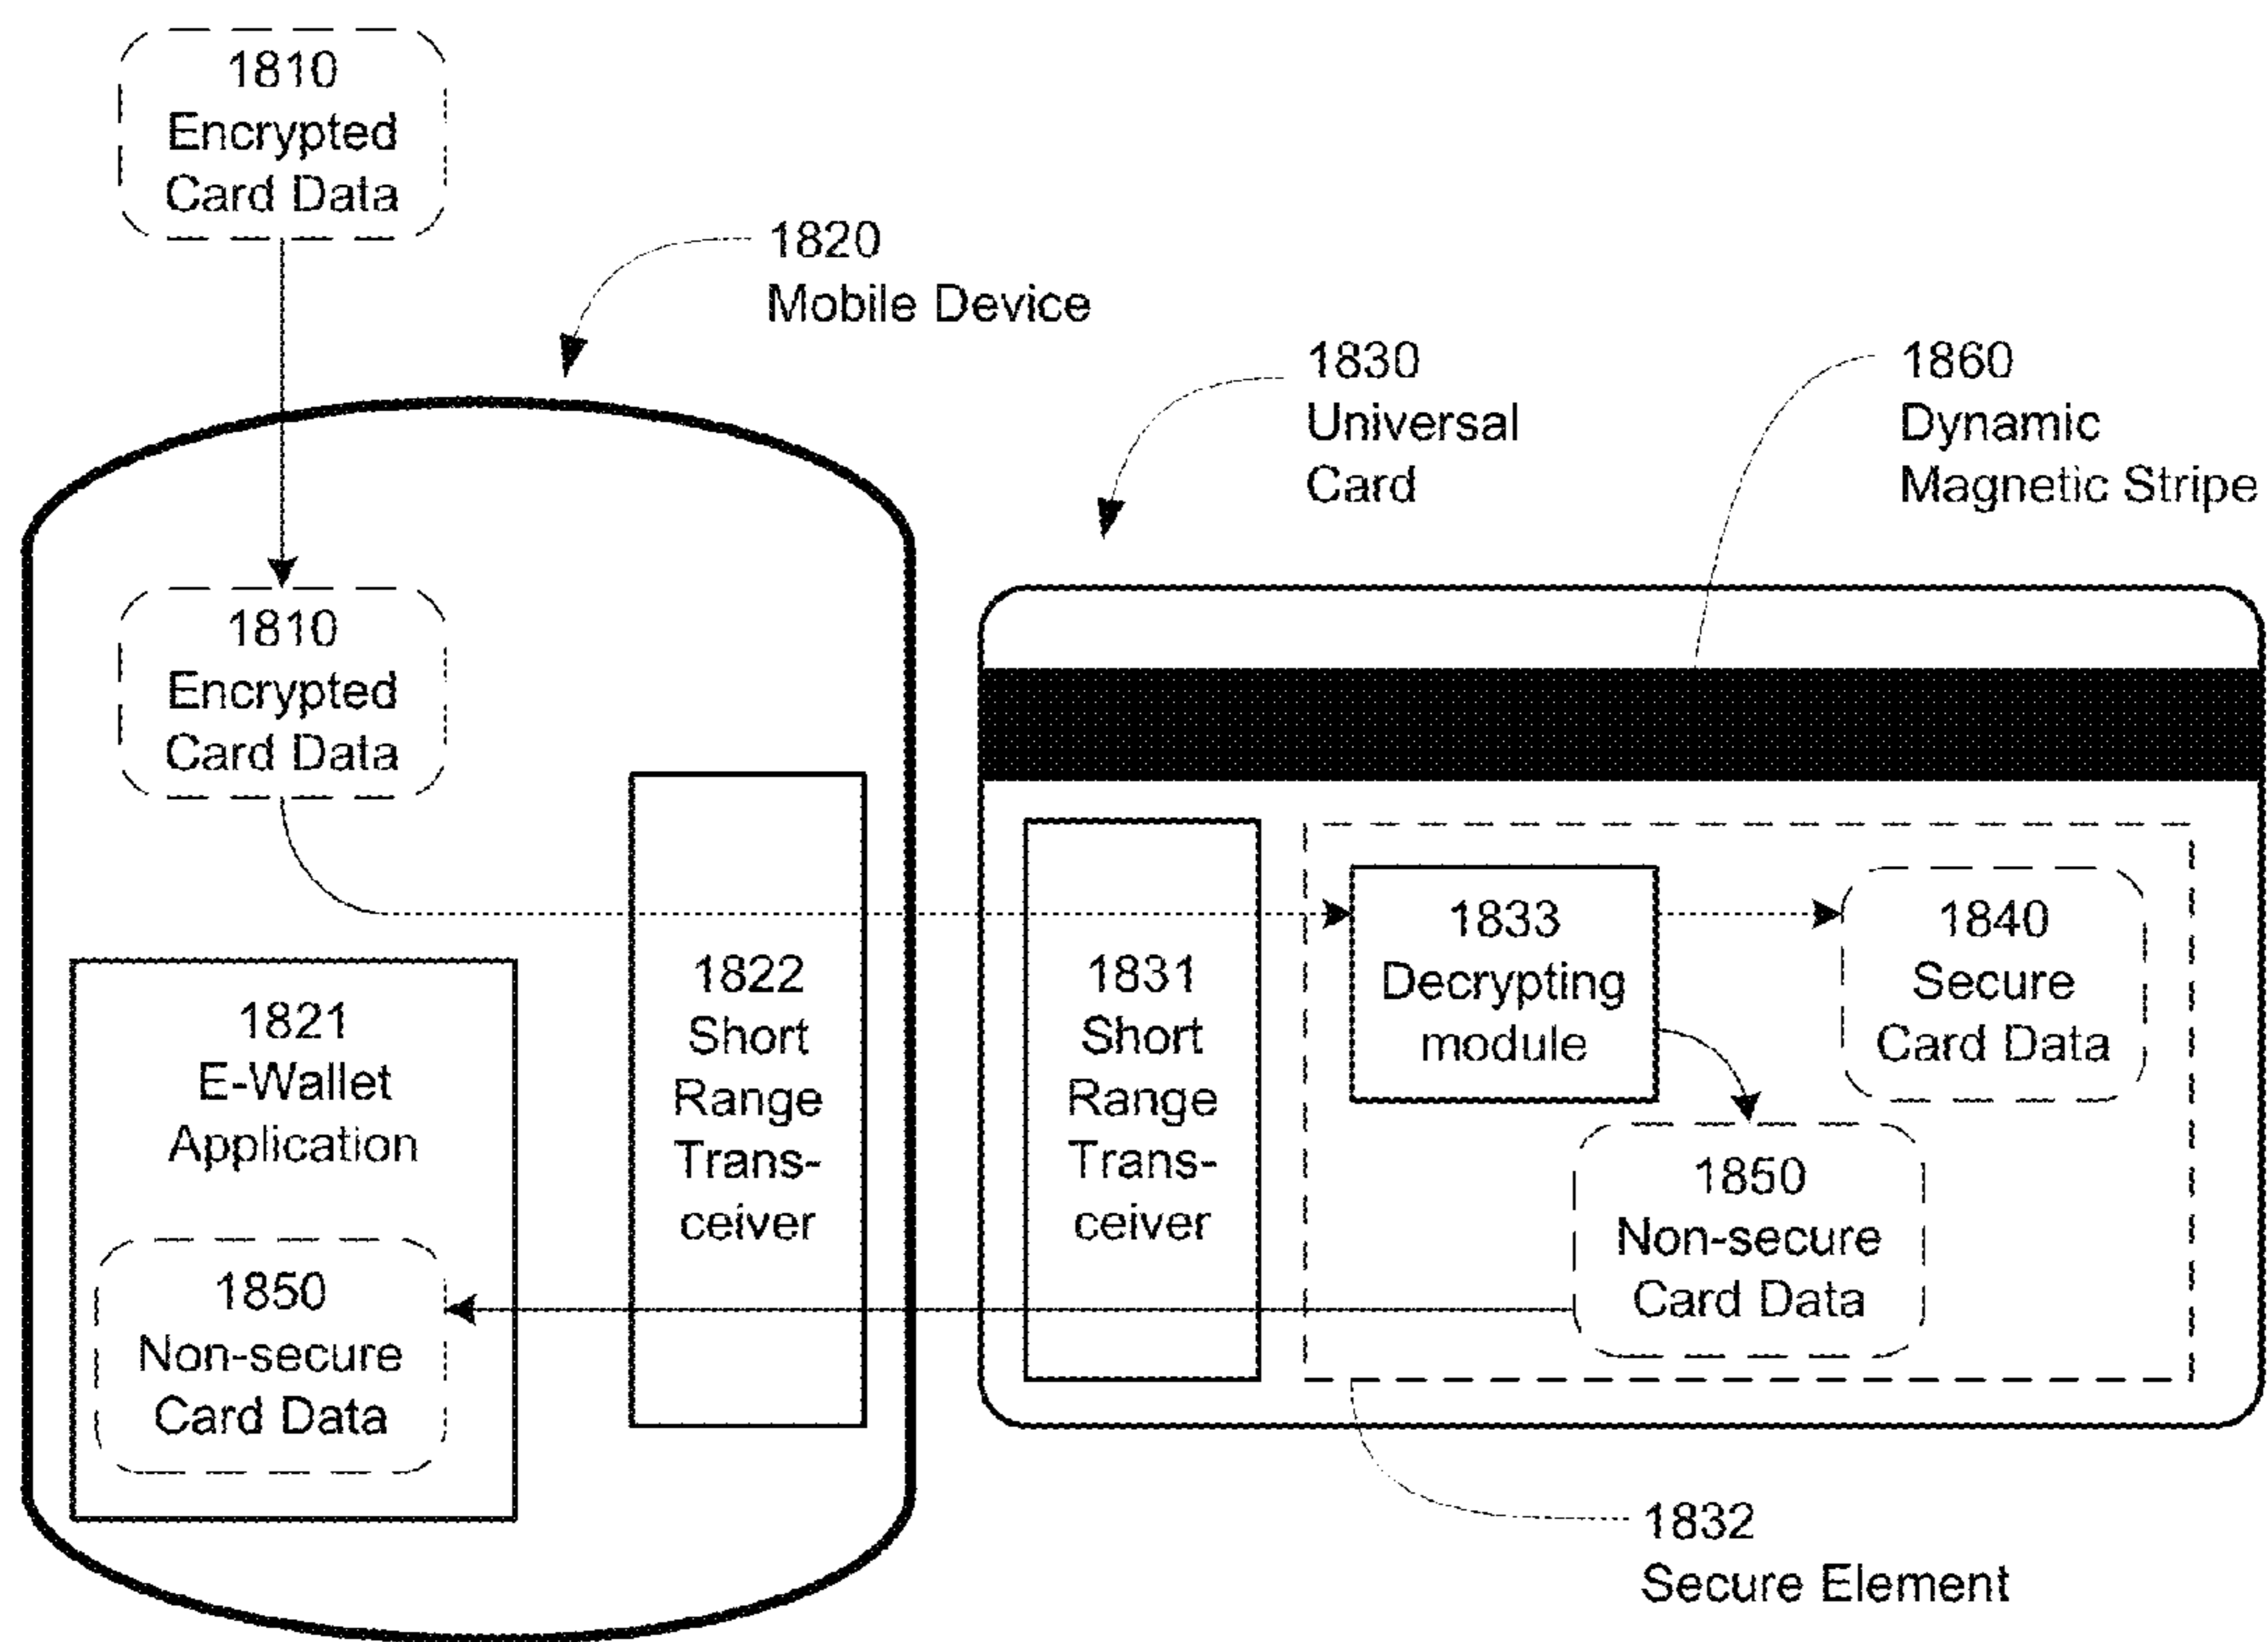 1810
Encrypted
Card Data
1820
Mobile Device
1830
Universal
Card
1860
Dynamic
Magnetic Stripe
1810
Encrypted
Card Data
1821
E-Wallet
Application
1850
Non-secure
Card Data
1822
Short
Range
Trans-
ceiver
1831
Short
Range
Trans-
ceiver
1833
Decrypting
module
1840
Secure
Card Data
1850
Non-secure
Card Data
1832
Secure Element